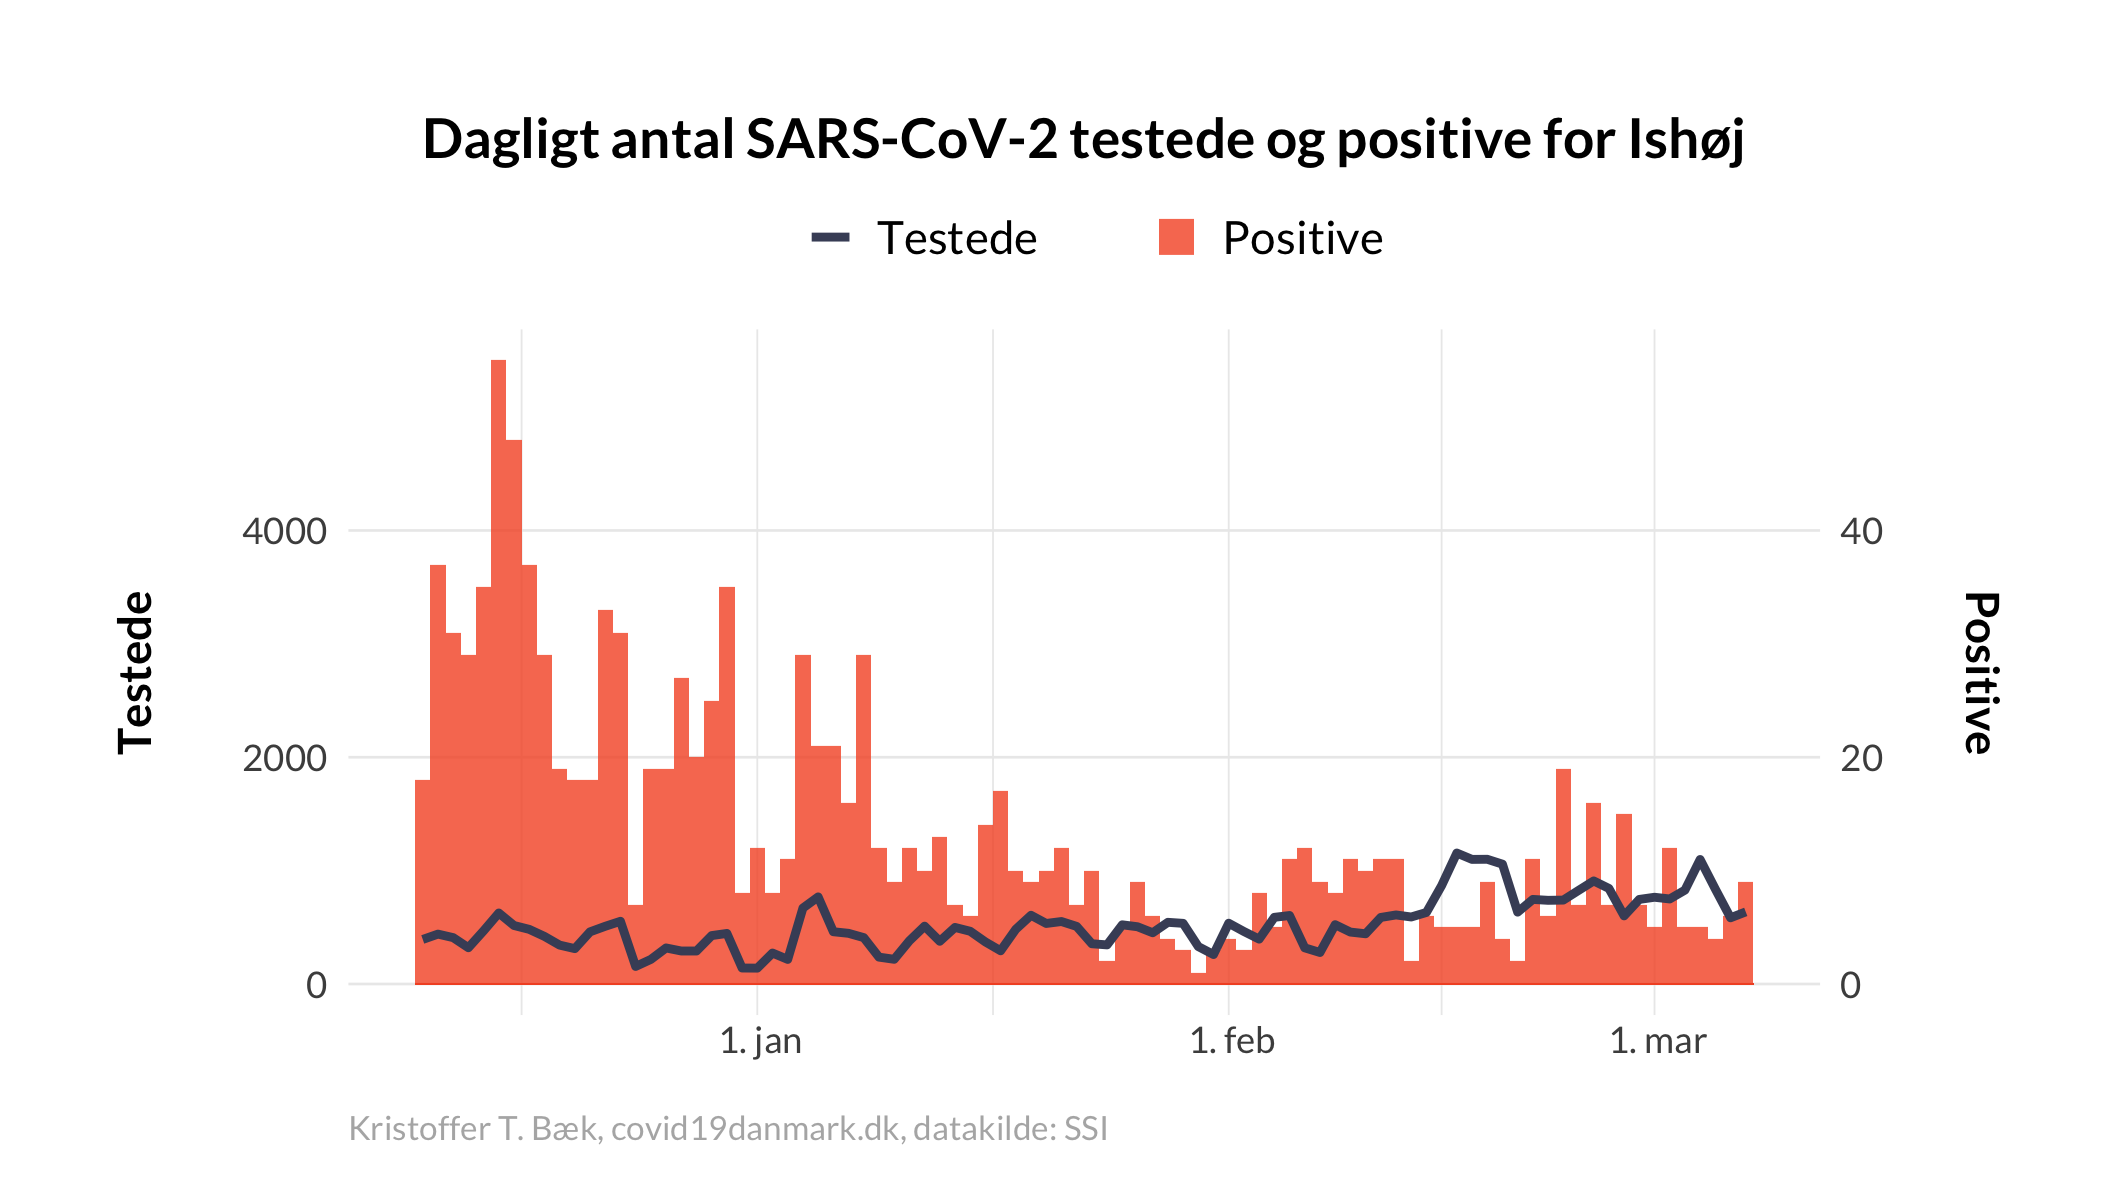 Dagligt antal SARS-CoV-2 testede og positive for Ishøj
Testede
Positive
4000
2000
0
Testede
40
20
0
Positive
1. jan
1. feb
1. mar
Kristoffer T. Bæk, covid19danmark.dk, datakilde: SSI